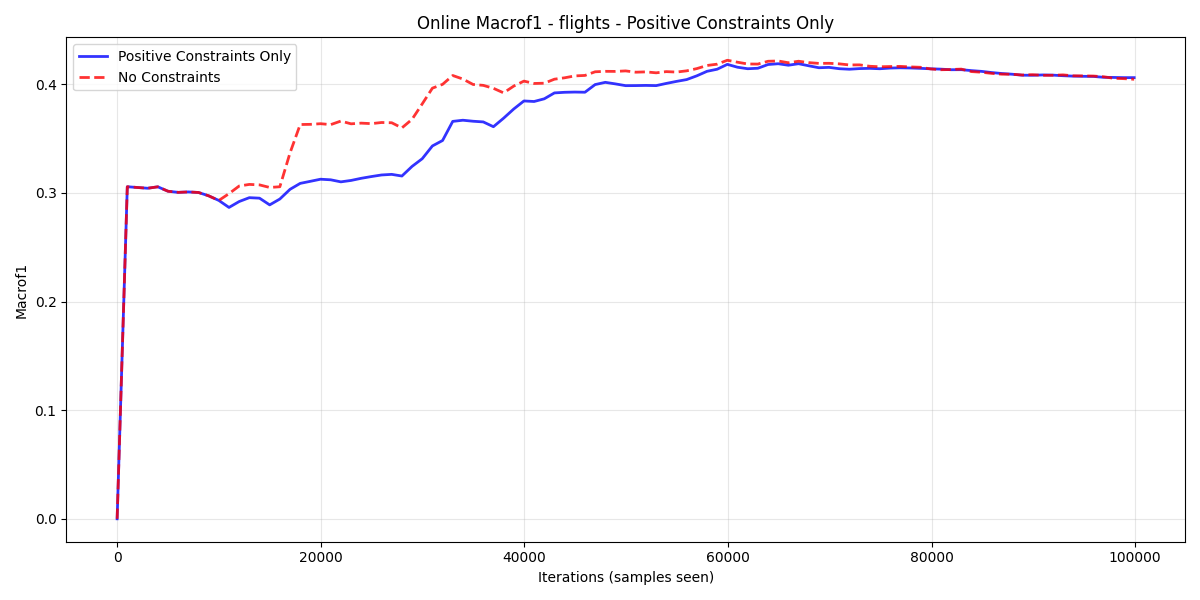 Online Macrof1 - flights - Positive Constraints Only
Positive Constraints Only
No Constraints
Macrof1
0.4
0.3
0.2
0.1
0.0
0 20000 40000 60000 80000 100000
Iterations (samples seen)